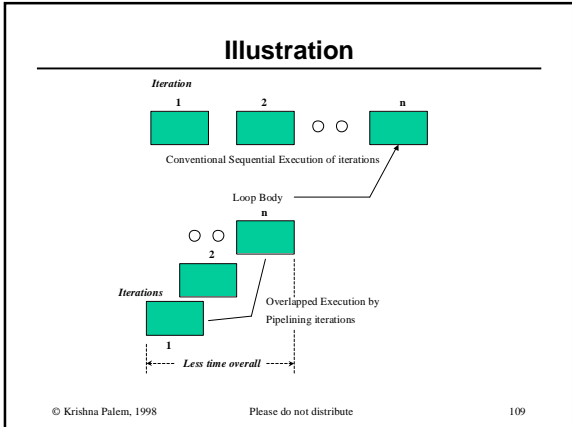 Illustration
Iteration
1 2 n
Conventional Sequential Execution of iterations
Loop Body
n
2
Iterations
Overlapped Execution by
Pipelining iterations
1
Less time overall
© Krishna Palem, 1998 Please do not distribute 109